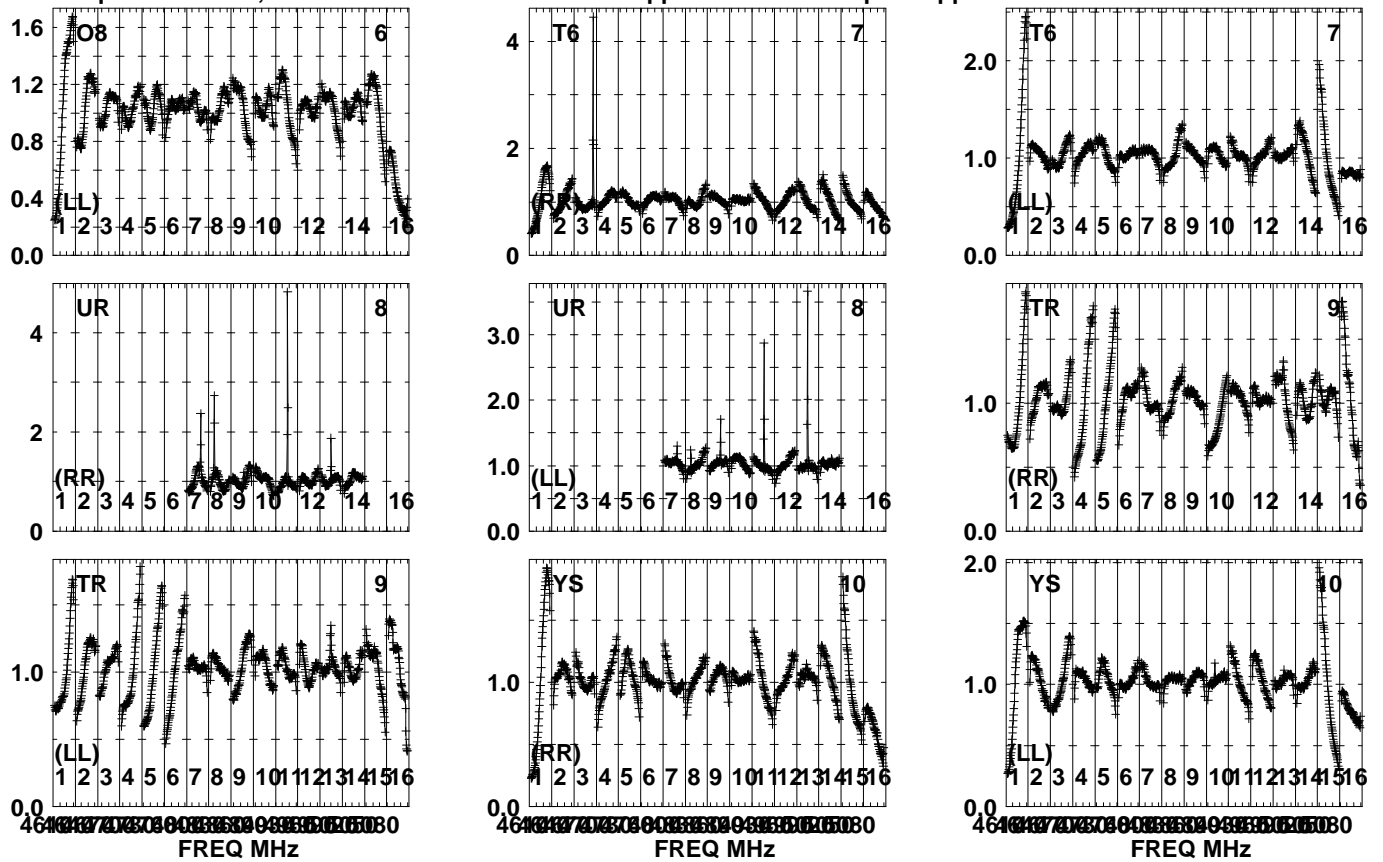 1.6 O8 6
1.2
0.8
0.4 (LL)
1 2 3 4 5 6 7 8 9 10 12 14 16
0.0
T6 7
4
2
(RR)
1 2 3 4 5 6 7 8 9 10 12 14 16
0
T6 7
2.0
1.0
(LL)
1 2 3 4 5 6 7 8 9 10 12 14 16
0.0
UR 8
4
2
(RR)
1 2 3 4 5 6 7 8 9 10 12 14 16
0
UR 8
3.0
2.0
1.0
(LL)
1 2 3 4 5 6 7 8 9 10 12 14 16
0.0
TR 9
1.0
(RR)
1 2 3 4 5 6 7 8 9 10 12 14 16
0.0
TR 9
1.0
(LL)
1 2 3 4 5 6 7 8 9 10 11 12 13 14 15 16
0.0
FREQ MHz
YS 10
1.0
(RR)
1 2 3 4 5 6 7 8 9 10 11 12 13 14 15 16
0.0
FREQ MHz
2.0 YS 10
1.0
(LL)
1 2 3 4 5 6 7 8 9 10 11 12 13 14 15 16
0.0
FREQ MHz